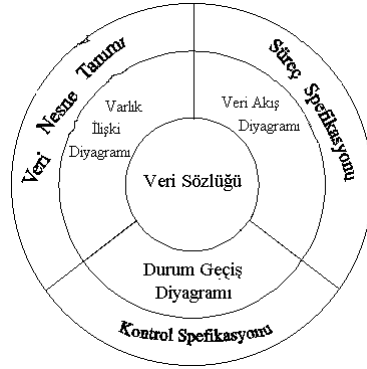 Veri Nesne Tanımı
Süreç Spefikasyonu
Varlık
İlişki
Diyagramı
Veri Akış
Diyagramı
Veri Sözlüğü
Durum Geçiş
Diyagramı
Kontrol Spefikasyonu